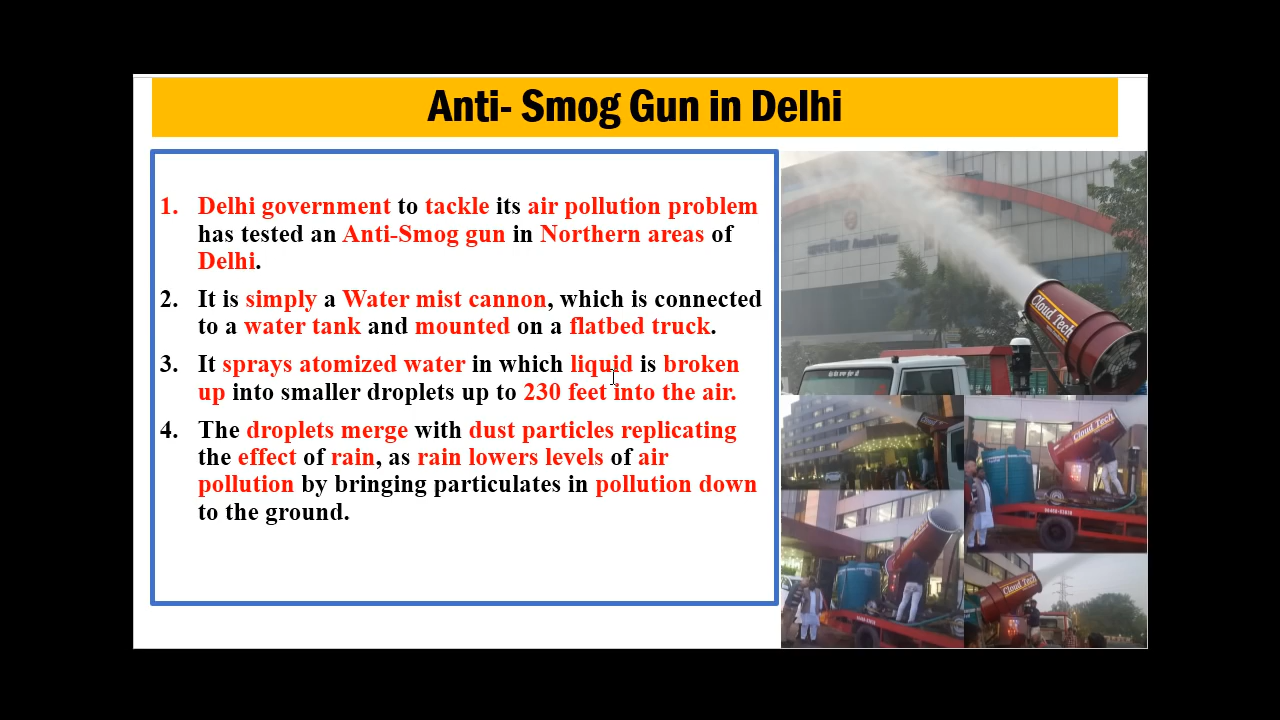 Anti- Smog Gun in Delhi
1. Delhi government to tackle its air pollution problem
has tested an Anti-Smog gun in Northern areas of
Delhi.
2. It is simply a Water mist cannon, which is connected
to a water tank and mounted on a flatbed truck.
3. It sprays atomized water in which liquid is broken
up into smaller droplets up to 230 feet into the air.
4. The droplets merge with dust particles replicating
the effect of rain, as rain lowers levels of air
pollution by bringing particulates in pollution down
to the ground.
Cloud Tech
Cloud Tech
Cloud Tech